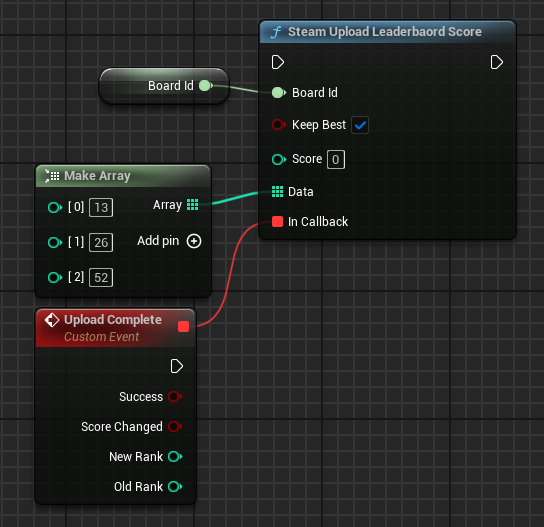 Steam Upload Leaderbaord Score
Board Id
Board Id
Keep Best
Score 0
Make Array
[0] 13
Array
Data
[1] 26
Add pin
In Callback
[2] 52
Upload Complete
Custom Event
Success
Score Changed
New Rank
Old Rank